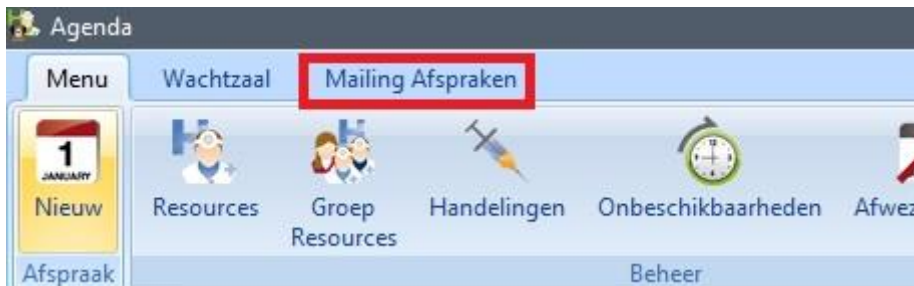 Agenda
Menu Wachtzaal Mailing Afspraken
1
JANUARY
Nieuw Resources Groep Resources Handelingen Onbeschikbaarheden
Afspraak Beheer